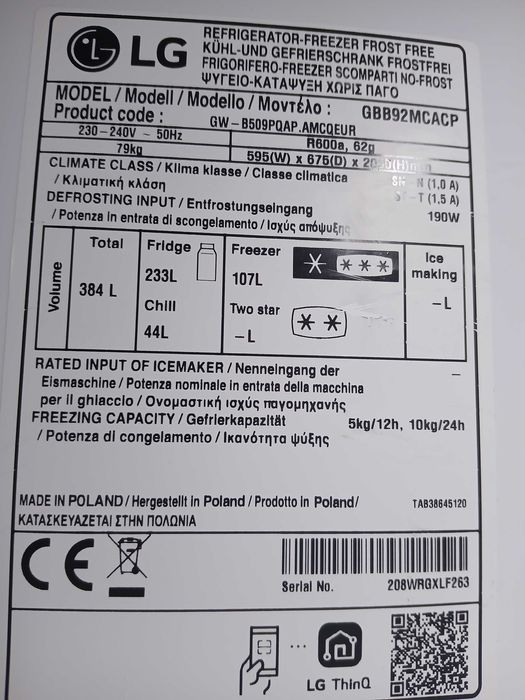 LG
REFRIGERATOR-FREEZER FROST FREE
KÜHL-UND GEFRIERSCHRANK FROSTFREI
FRIGORIFERO-FREEZER SCOMPARTI NO-FROST
ΨΥΓΕΙΟ-ΚΑΤΑΨΥΞΗ ΧΩΡΙΣ ΠΑΓΟ
MODEL / Modell / Modello / Μοντέλο : GBB92MCACP
Product code : GW-B509PQAP.AMCQEUR
230-240V ~ 50Hz R600a, 62g
79kg 595(W) x 675(D) x
CLIMATE CLASS / Klima klasse / Classe climatica (1,0 A)
/ Κλιματική κλάση (1.5 A)
DEFROSTING INPUT / Entfrostungseingang 190W
/ Potenza in entrata di scongelamento / Ισχύς απόψυξης
Volume
Total
384 L
Fridge
233L
Chill
44L
Freezer
107L
Two star
-L
Ice
making
-L
RATED INPUT OF ICEMAKER / Nenneingang der –
Eismaschine / Potenza nominale in entrata della macchina
per il ghiaccio / Ονομαστική ισχύς παγομηχανής
FREEZING CAPACITY / Gefrierkapazität 5kg/12h, 10kg/24h
/ Potenza di congelamento / Ικανότητα ψύξης
MADE IN POLAND / Hergestellt in Poland / Prodotto in Poland/ TAB38645120
ΚΑΤΑΣΚΕΥΑΖΕΤΑΙ ΣΤΗΝ ΠΟΛΩΝΙΑ
CE
Serial No. 208WRGXLF263
LG ThinQ